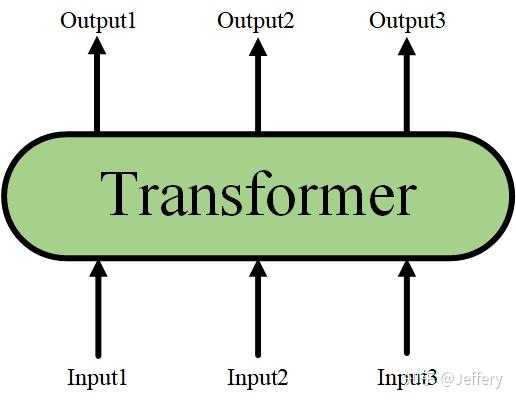 Output1 Output2 Output3
Transformer
Input1 Input2 Input3
@Jeffery